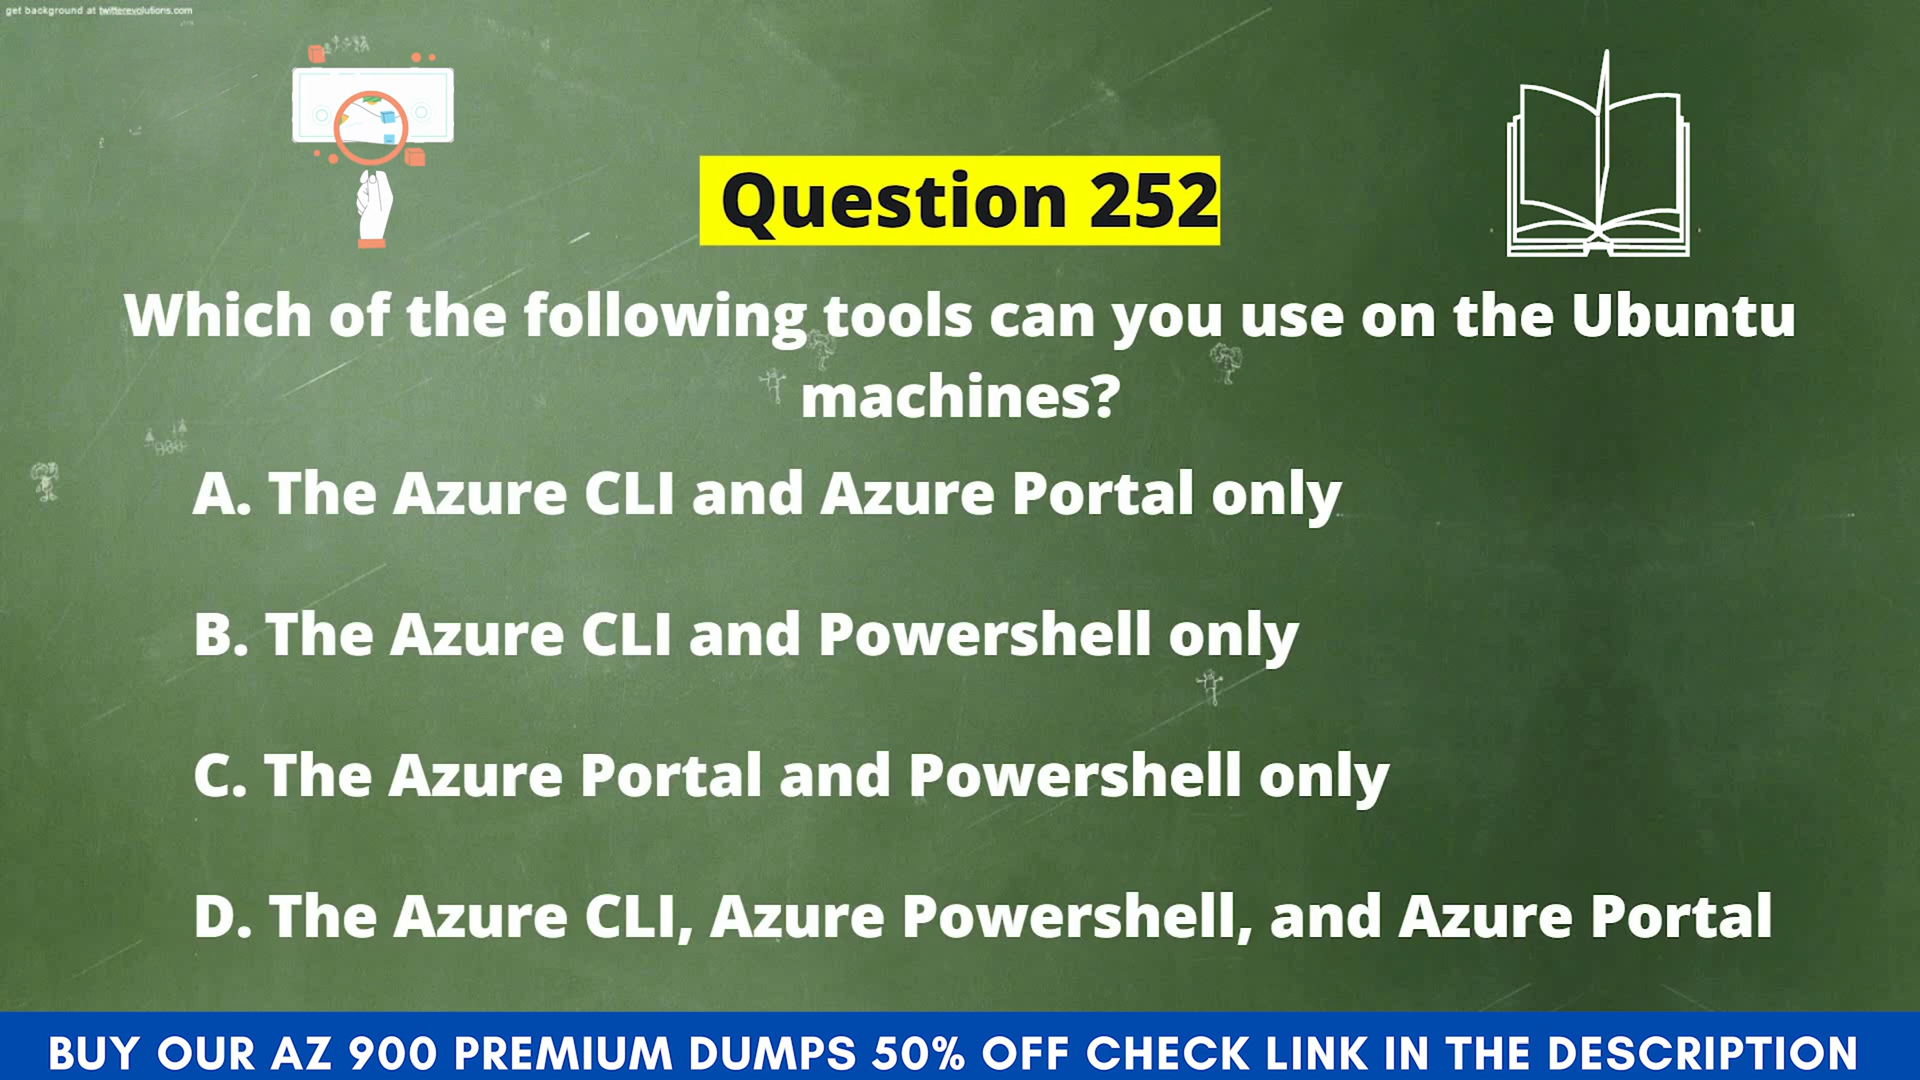 get background at twitterevolutions.com
Question 252
Which of the following tools can you use on the Ubuntu
machines?
A. The Azure CLI and Azure Portal only
B. The Azure CLI and Powershell only
C. The Azure Portal and Powershell only
D. The Azure CLI, Azure Powershell, and Azure Portal
BUY OUR AZ 900 PREMIUM DUMPS 50% OFF CHECK LINK IN THE DESCRIPTION